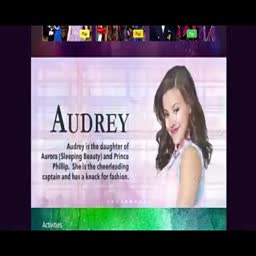 AUDREY
Audrey is the daughter of
Aurora (Sleeping Beauty) and Prince
Phillip. She is the cheerleading
captain and has a knack for fashion.
Activities